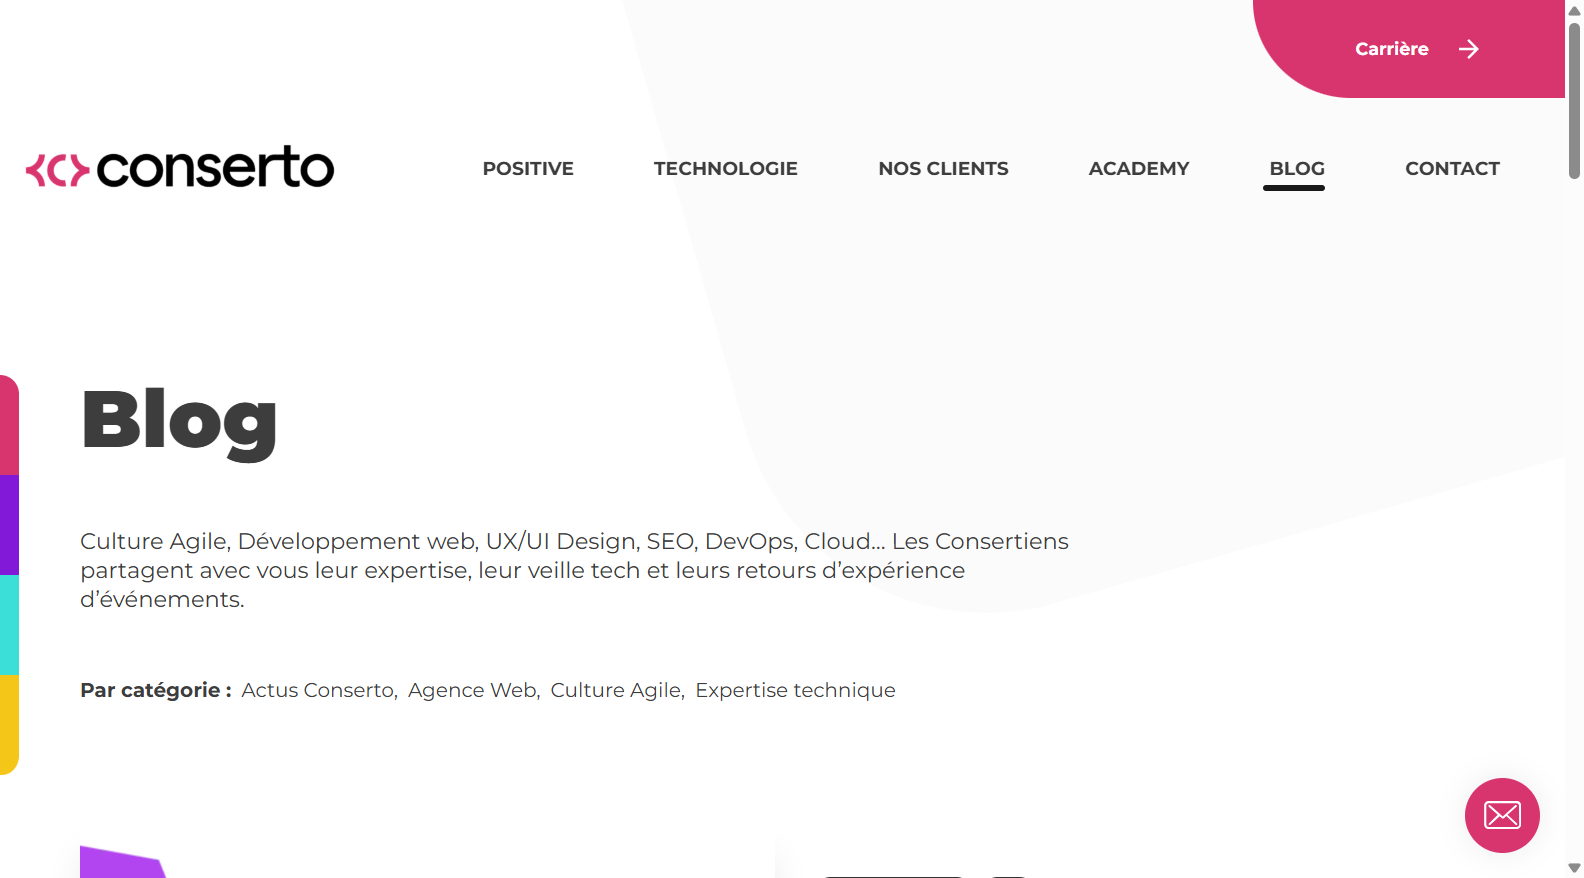 Carrière
conserto
POSITIVE
TECHNOLOGIE
NOS CLIENTS
ACADEMY
BLOG
CONTACT
Blog
Culture Agile, Développement web, UX/UI Design, SEO, DevOps, Cloud... Les Consertiens
partagent avec vous leur expertise, leur veille tech et leurs retours d’expérience
d’événements.
Par catégorie : Actus Conserto, Agence Web, Culture Agile, Expertise technique